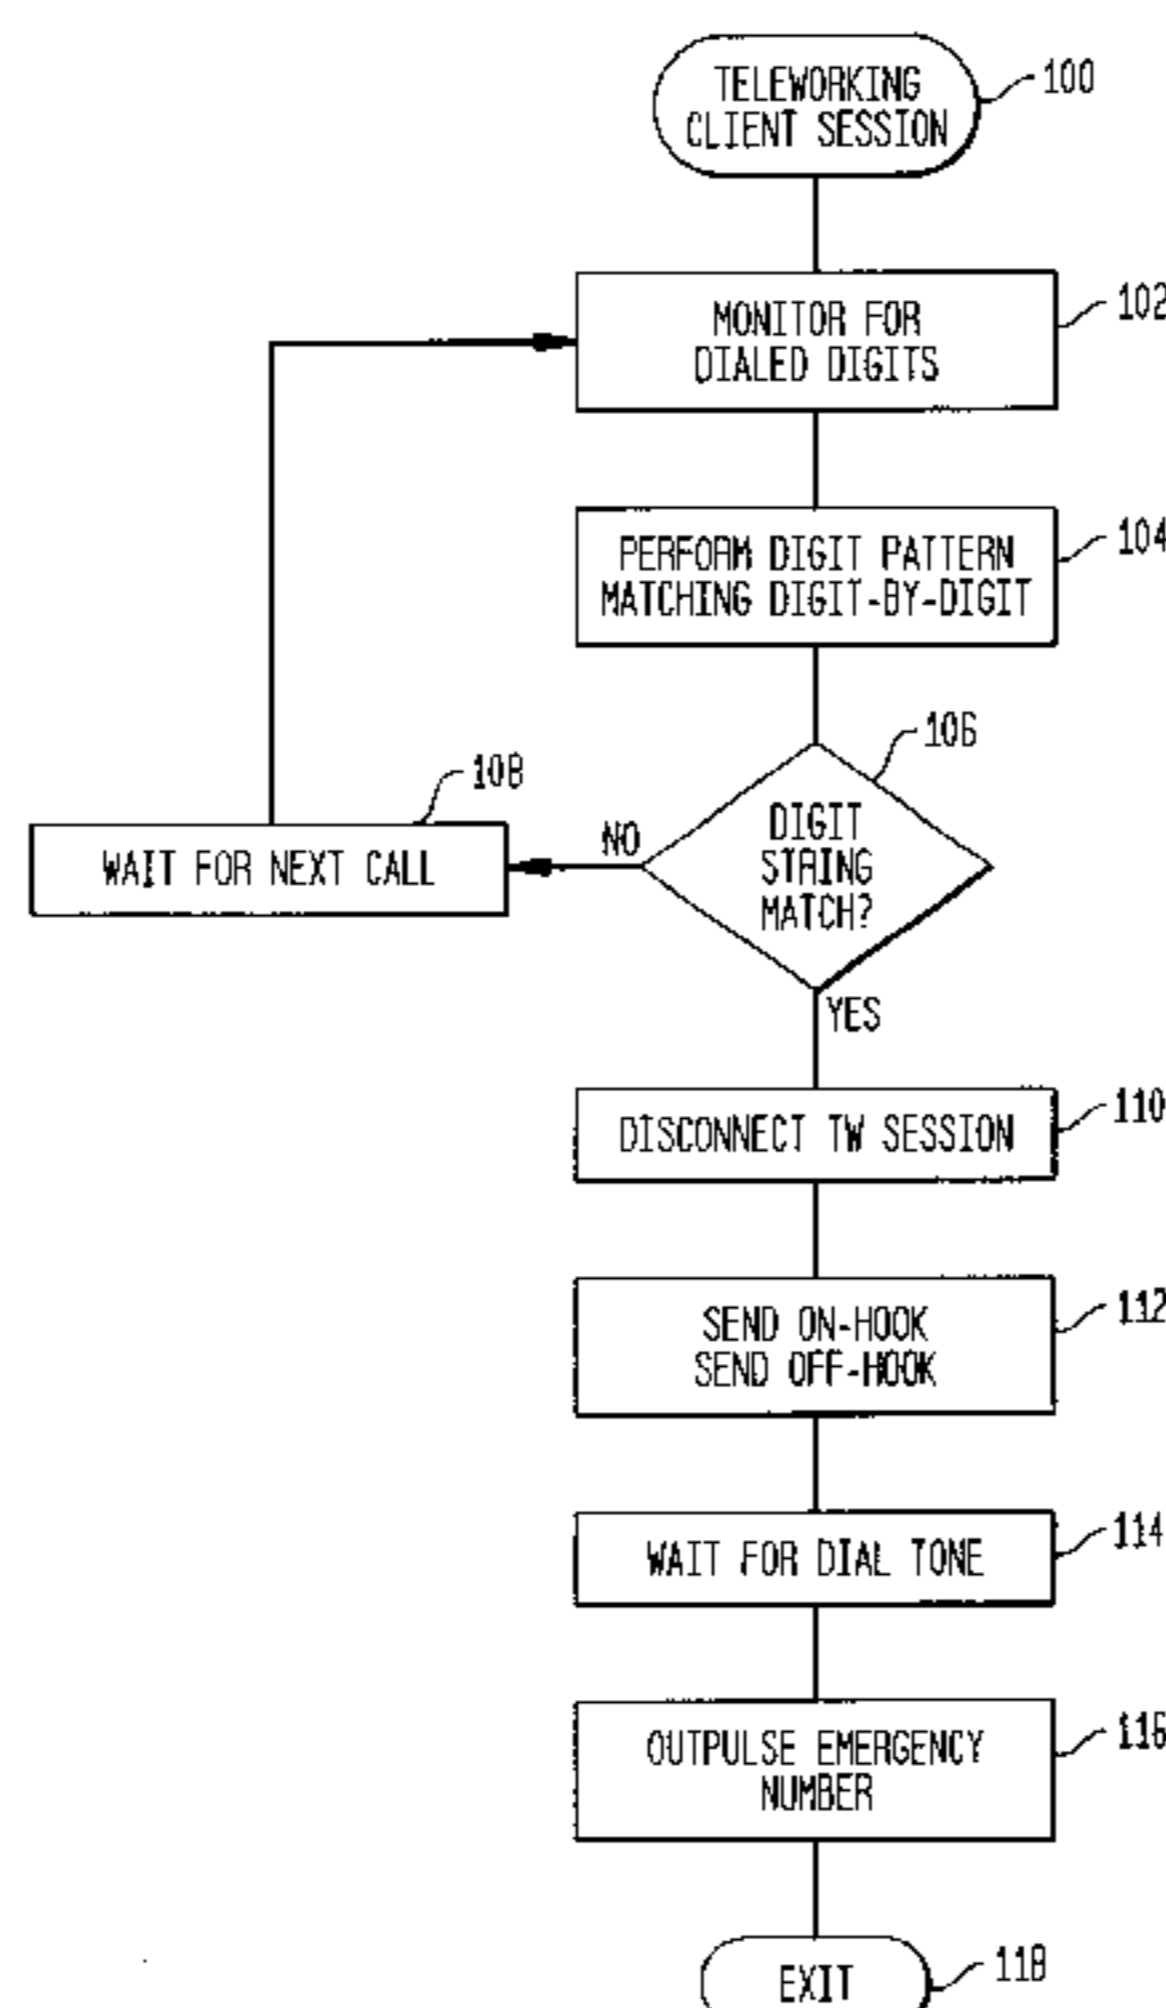 TELEWORKING
CLIENT SESSION
100
MONITOR FOR
DIALED DIGITS
102
PERFORM DIGIT PATTERN
MATCHING DIGIT-BY-DIGIT
104
106
DIGIT
STRING
MATCH?
NO
108
WAIT FOR NEXT CALL
YES
DISCONNECT TW SESSION
110
SEND ON-HOOK
SEND OFF-HOOK
112
WAIT FOR DIAL TONE
114
OUTPULSE EMERGENCY
NUMBER
116
EXIT
118